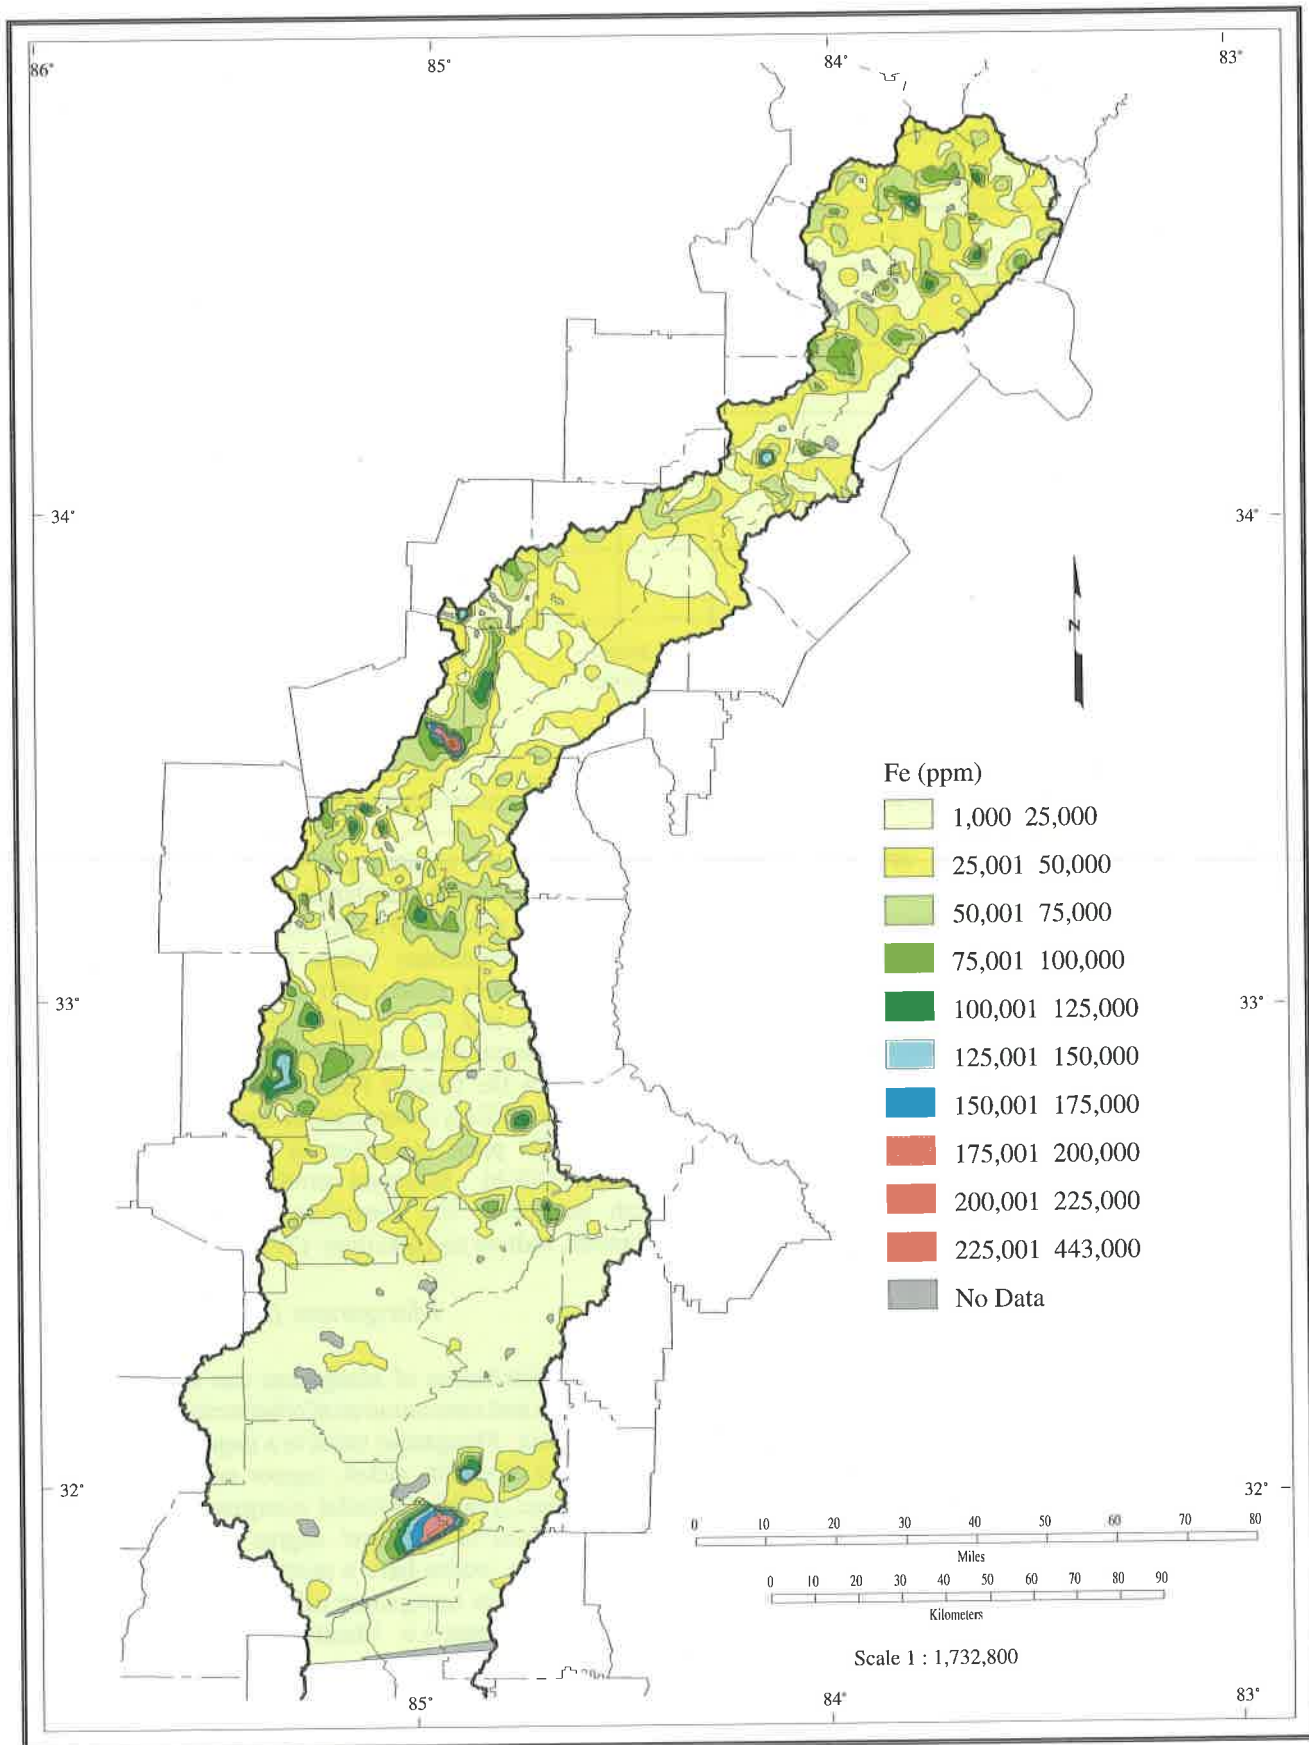 86° 85° 84° 83°
34° 34°
N
Fe (ppm)
1,000 25,000
25,001 50,000
50,001 75,000
75,001 100,000
100,001 125,000
33° 33°
125,001 150,000
150,001 175,000
175,001 200,000
200,001 225,000
225,001 443,000
No Data
32° 32°
0 10 20 30 40 50 60 70 80
Miles
0 10 20 30 40 50 60 70 80 90
Kilometers
Scale 1 : 1,732,800
85° 84° 83°